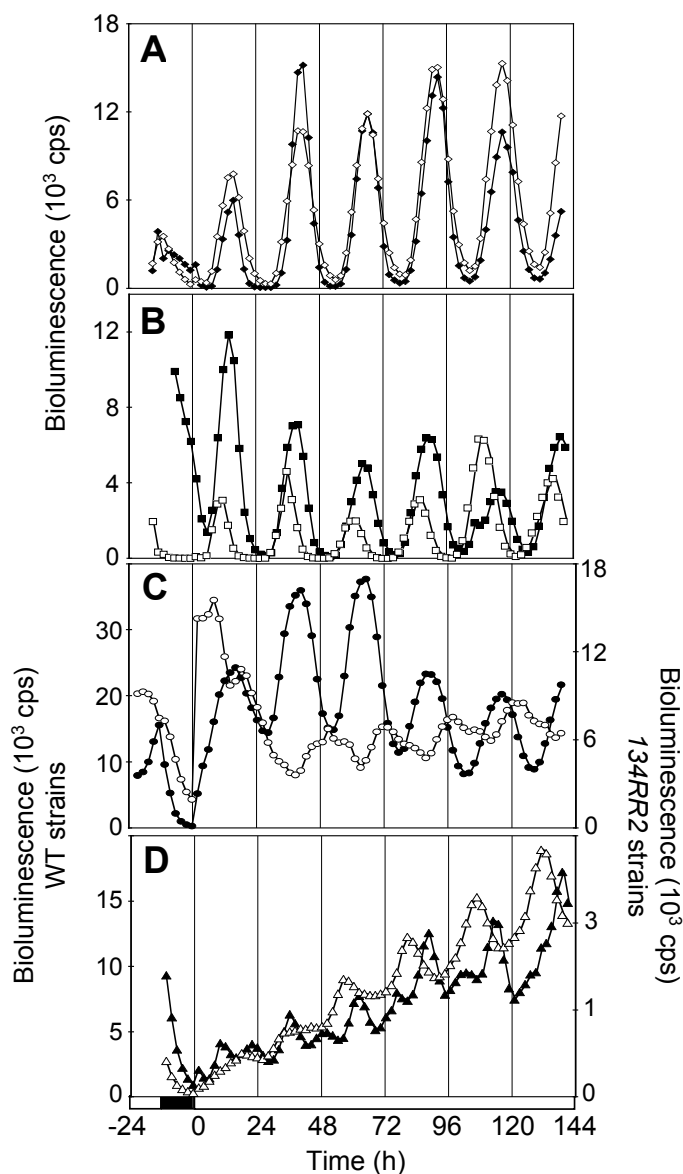 A
18
12
6
0
Bioluminescence (10³ cps)
B
12
8
4
0
C
30
20
10
0
18
12
6
0
Bioluminescence (10³ cps)
WT strains
Bioluminescence (10³ cps)
134RR2 strains
D
15
10
5
0
3
1
0
-24 0 24 48 72 96 120 144
Time (h)